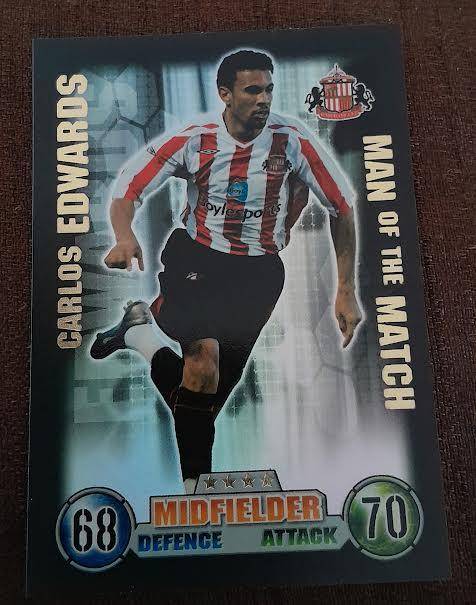 CARLOS EDWARDS
MAN OF THE MATCH
boylesports
MIDFIELDER
68
DEFENCE
ATTACK
70